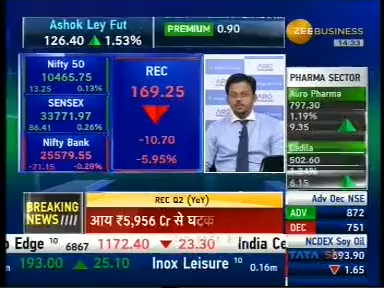 Ashok Ley Fut
126.40 1.53%
PREMIUM 0.90
ZEE BUSINESS
14:33
Nifty 50
10465.75
13.25 0.13%
SENSEX
33771.97
86.41 0.26%
Nifty Bank
25579.55
-71.15 -0.28%
REC
169.25
-10.70
-5.95%
PHARMA SECTOR
Auro Pharma
797.30
1.19%
9.35
Cadila
502.60
6.15
BREAKING NEWS
REC Q2 (YoY)
आय ₹5,956 Cr से घटक
Adv Dec NSE
ADV 872
DEC 751
NCDEX Soy Oil
693.90
1.65
o Edge 10 6867 1172.40 23.30 India Ce
193.00 25.10 Inox Leisure 10 0.16m